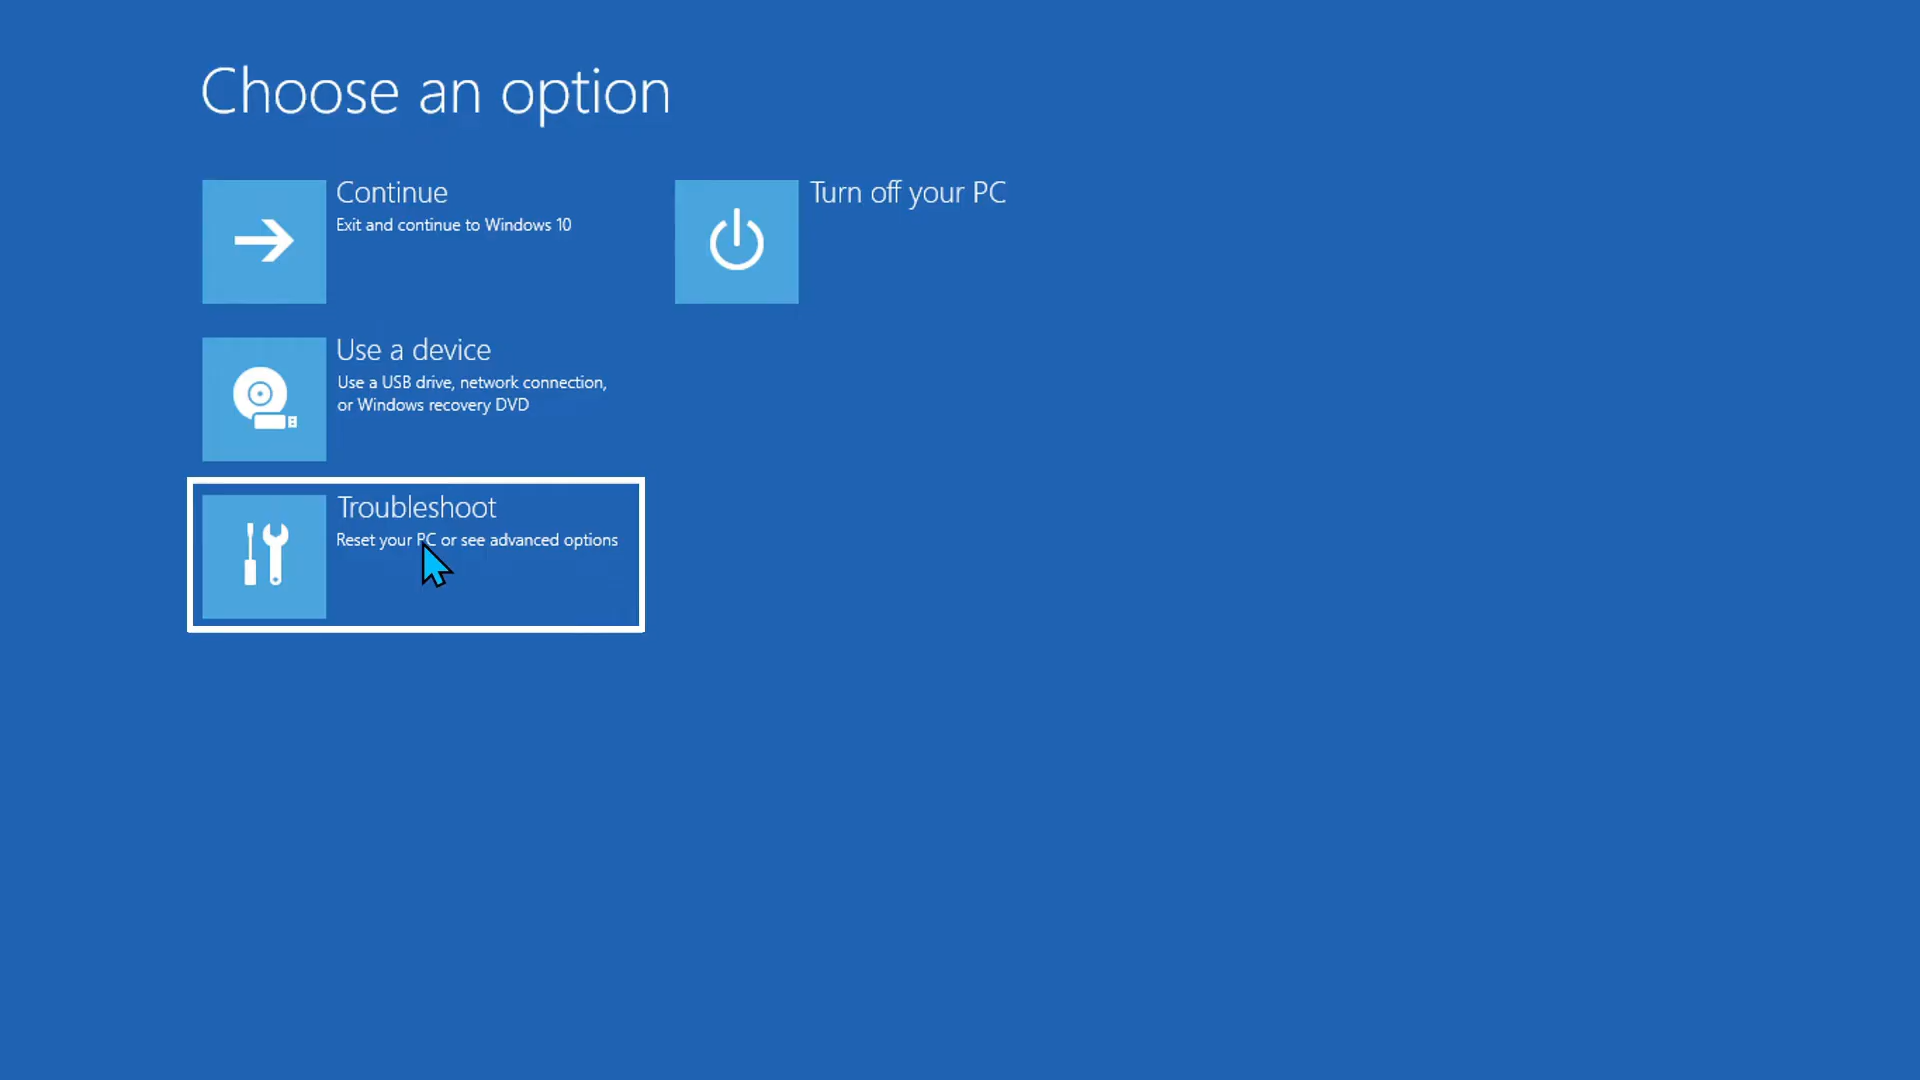 Choose an option
Continue
Exit and continue to Windows 10
Turn off your PC
Use a device
Use a USB drive, network connection,
or Windows recovery DVD
Troubleshoot
Reset your PC or see advanced options